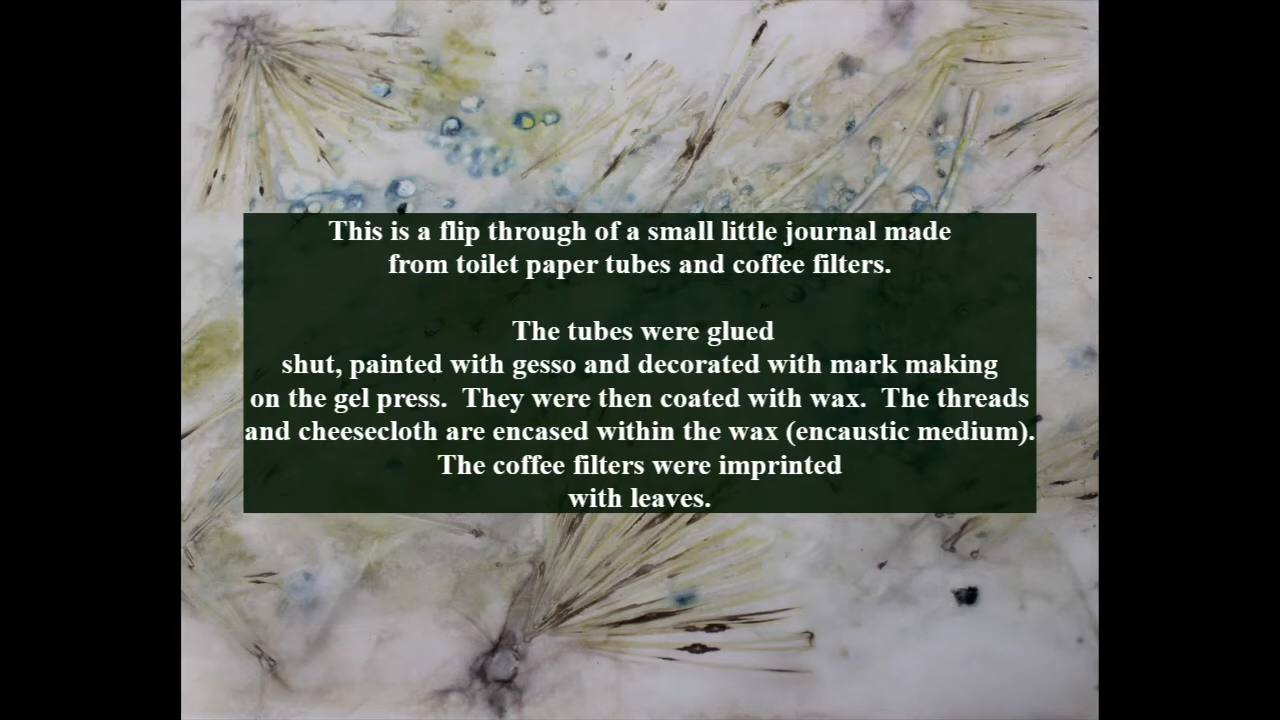 This is a flip through of a small little journal made
from toilet paper tubes and coffee filters.
The tubes were glued
shut, painted with gesso and decorated with mark making
on the gel press.  They were then coated with wax.  The threads
and cheesecloth are encased within the wax (encaustic medium).
The coffee filters were imprinted
with leaves.